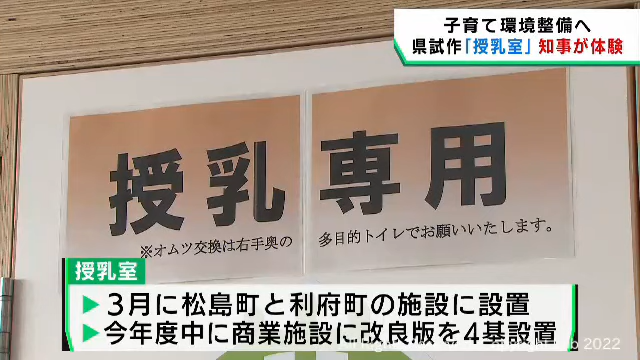 子育て環境整備へ
県試作「授乳室」知事が体験
授乳専用
※オムツ交換は右手奥の 多目的トイレでお願いいたします。
授乳室
▶3月に松島町と利府町の施設に設置
▶今年度中に商業施設に改良版を4基設置
2022